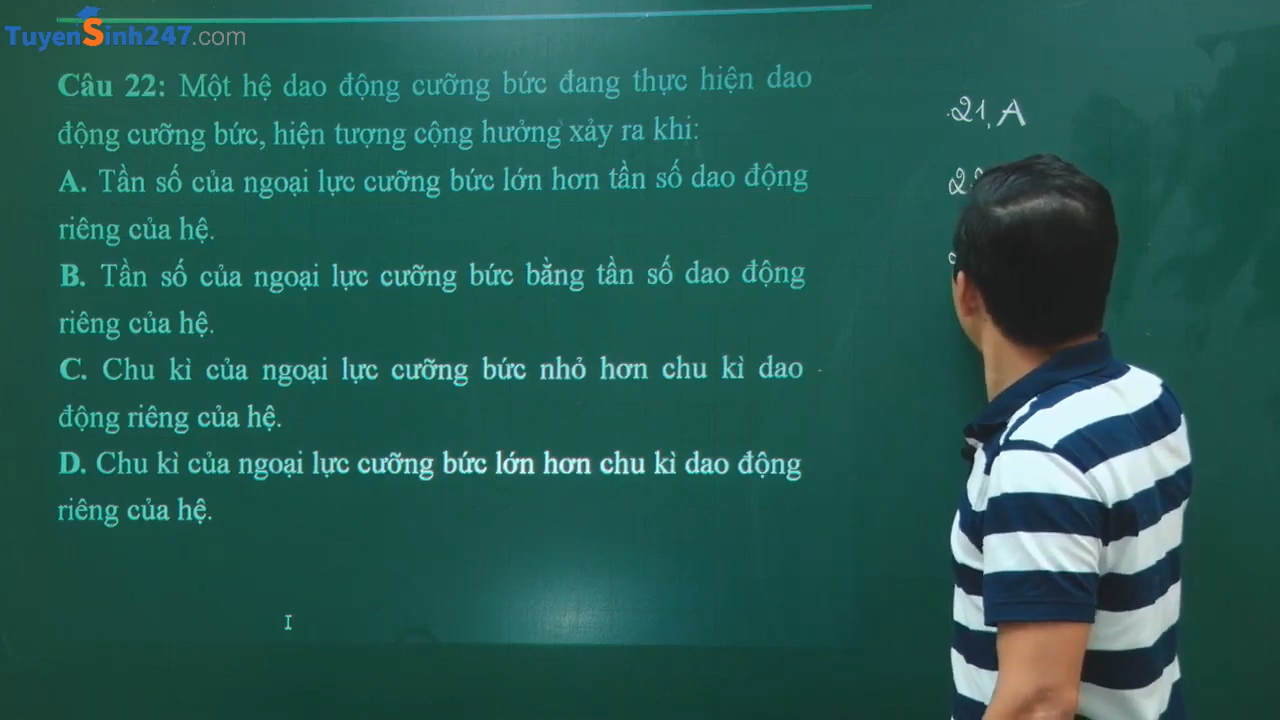 TuyenSinh247.com
Câu 22: Một hệ dao động cưỡng bức đang thực hiện dao
động cưỡng bức, hiện tượng cộng hưởng xảy ra khi:
A. Tần số của ngoại lực cưỡng bức lớn hơn tần số dao động
riêng của hệ.
B. Tần số của ngoại lực cưỡng bức bằng tần số dao động
riêng của hệ.
C. Chu kì của ngoại lực cưỡng bức nhỏ hơn chu kì dao
động riêng của hệ.
D. Chu kì của ngoại lực cưỡng bức lớn hơn chu kì dao động
riêng của hệ.
21, A